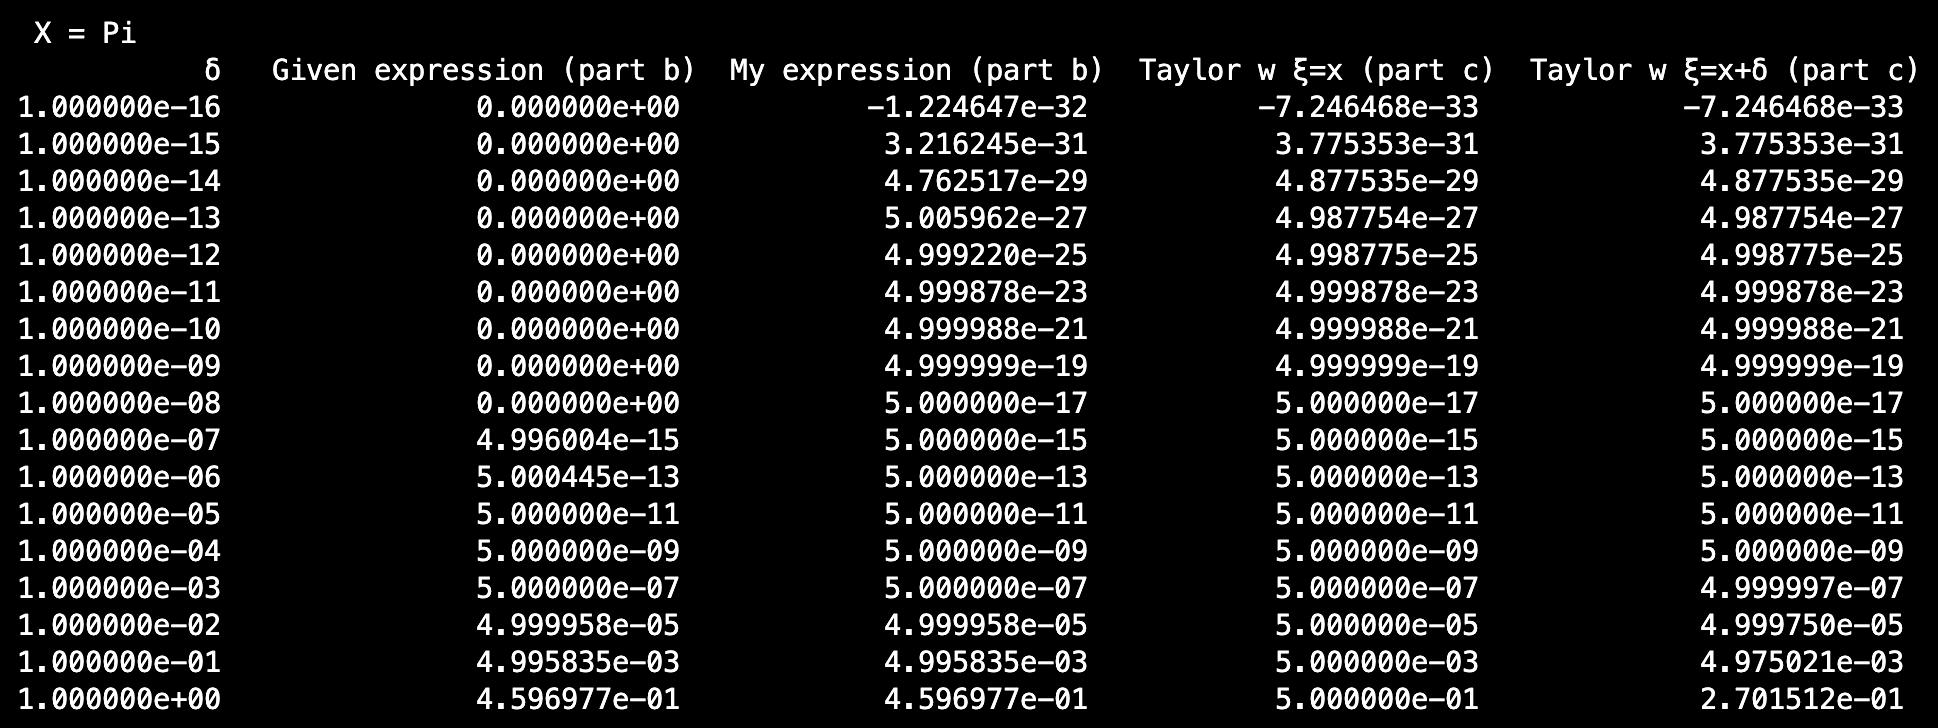 X = Pi
δ Given expression (part b) My expression (part b) Taylor w ξ=x (part c) Taylor w ξ=x+δ (part c)
1.000000e-16 0.000000e+00 -1.224647e-32 -7.246468e-33 -7.246468e-33
1.000000e-15 0.000000e+00 3.216245e-31 3.775353e-31 3.775353e-31
1.000000e-14 0.000000e+00 4.762517e-29 4.877535e-29 4.877535e-29
1.000000e-13 0.000000e+00 5.005962e-27 4.987754e-27 4.987754e-27
1.000000e-12 0.000000e+00 4.999220e-25 4.998775e-25 4.998775e-25
1.000000e-11 0.000000e+00 4.999878e-23 4.999878e-23 4.999878e-23
1.000000e-10 0.000000e+00 4.999988e-21 4.999988e-21 4.999988e-21
1.000000e-09 0.000000e+00 4.999999e-19 4.999999e-19 4.999999e-19
1.000000e-08 0.000000e+00 5.000000e-17 5.000000e-17 5.000000e-17
1.000000e-07 4.996004e-15 5.000000e-15 5.000000e-15 5.000000e-15
1.000000e-06 5.000445e-13 5.000000e-13 5.000000e-13 5.000000e-13
1.000000e-05 5.000000e-11 5.000000e-11 5.000000e-11 5.000000e-11
1.000000e-04 5.000000e-09 5.000000e-09 5.000000e-09 5.000000e-09
1.000000e-03 5.000000e-07 5.000000e-07 5.000000e-07 4.999997e-07
1.000000e-02 4.999958e-05 4.999958e-05 5.000000e-05 4.999750e-05
1.000000e-01 4.995835e-03 4.995835e-03 5.000000e-03 4.975021e-03
1.000000e+00 4.596977e-01 4.596977e-01 5.000000e-01 2.701512e-01